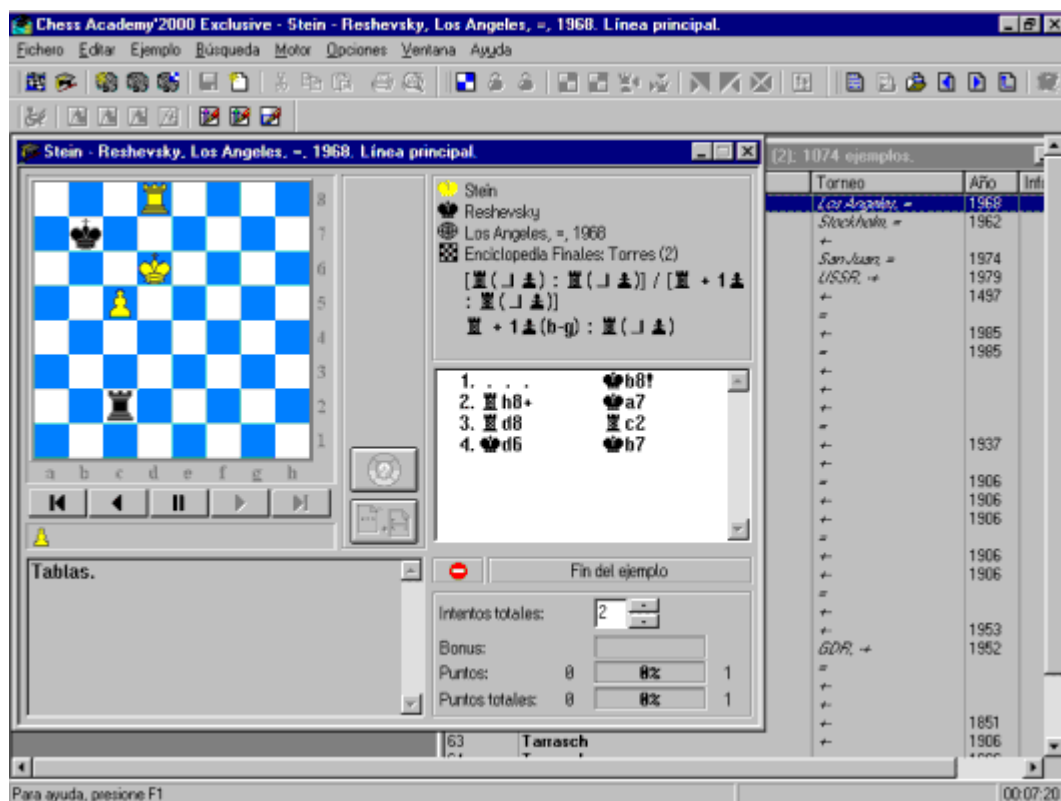 Chess Academy'2000 Exclusive - Stein - Reshevsky, Los Angeles, =, 1968. Línea principal.
Fichero Editar Ejemplo Búsqueda Motor Opciones Ventana Ayuda
Stein - Reshevsky, Los Angeles, =, 1968. Línea principal.
8
7
6
5
4
3
2
1
a b c d e f g h
Tablas.
Stein
Reshevsky
Los Angeles, =, 1968
Enciclopedia Finales: Torres (2)
[♜(⏌♟) : ♜(⏌♟)] / [♜ + 1♟
: ♜(⏌♟)]
♜ + 1♟(b-g) : ♜(⏌♟)
1. . . . ♚b8!
2. ♜h8+ ♚a7
3. ♜d8 ♜c2
4. ♚d6 ♚b7
Fin del ejemplo
Intentos totales: 2
Bonus:
Puntos: 0 0% 1
Puntos totales: 0 0% 1
(2): 1074 ejemplos.
Torneo Año
Los Angeles, = 1968
Stockholm, = 1962
+-
San Juan, = 1974
USSR, -+ 1979
+- 1497
=
+- 1985
= 1985
+-
+-
+-
=
+- 1937
+-
= 1906
+- 1906
+- 1906
=
+- 1906
+- 1906
=
+-
+- 1953
GDR, -+ 1952
=
+-
+-
+- 1851
63 Tarrasch +- 1906
Para ayuda, presione F1
00:07:20